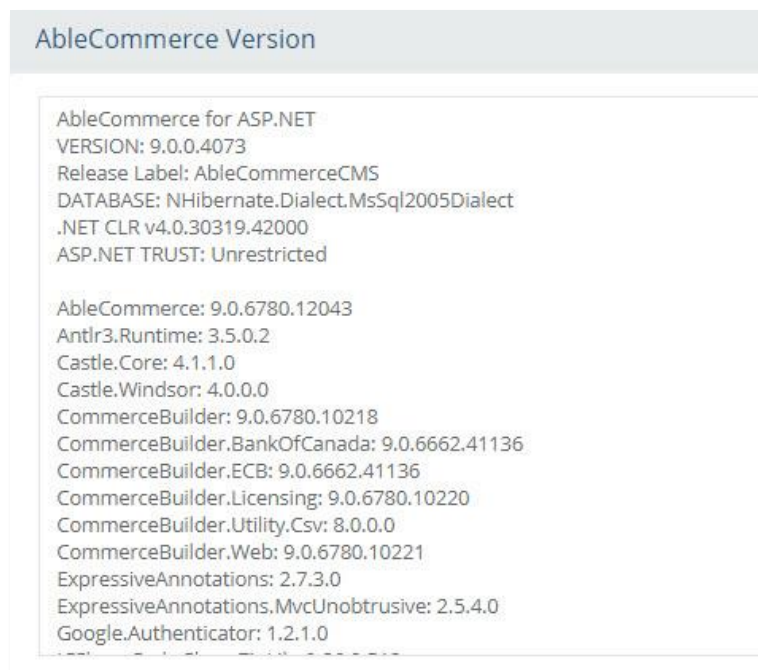 AbleCommerce Version
AbleCommerce for ASP.NET
VERSION: 9.0.0.4073
Release Label: AbleCommerceCMS
DATABASE: NHibernate.Dialect.MsSql2005Dialect
.NET CLR v4.0.30319.42000
ASP.NET TRUST: Unrestricted
AbleCommerce: 9.0.6780.12043
Antlr3.Runtime: 3.5.0.2
Castle.Core: 4.1.1.0
Castle.Windsor: 4.0.0.0
CommerceBuilder: 9.0.6780.10218
CommerceBuilder.BankOfCanada: 9.0.6662.41136
CommerceBuilder.ECB: 9.0.6662.41136
CommerceBuilder.Licensing: 9.0.6780.10220
CommerceBuilder.Utility.Csv: 8.0.0.0
CommerceBuilder.Web: 9.0.6780.10221
ExpressiveAnnotations: 2.7.3.0
ExpressiveAnnotations.MvcUnobtrusive: 2.5.4.0
Google.Authenticator: 1.2.1.0